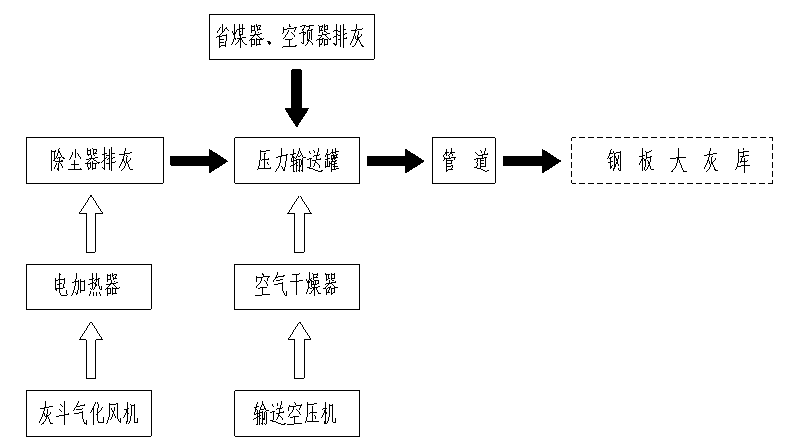 省煤器、空预器排灰
除尘器排灰
压力输送罐
管 道
钢 板 大 灰 库
电加热器
空气干燥器
灰斗气化风机
输送空压机